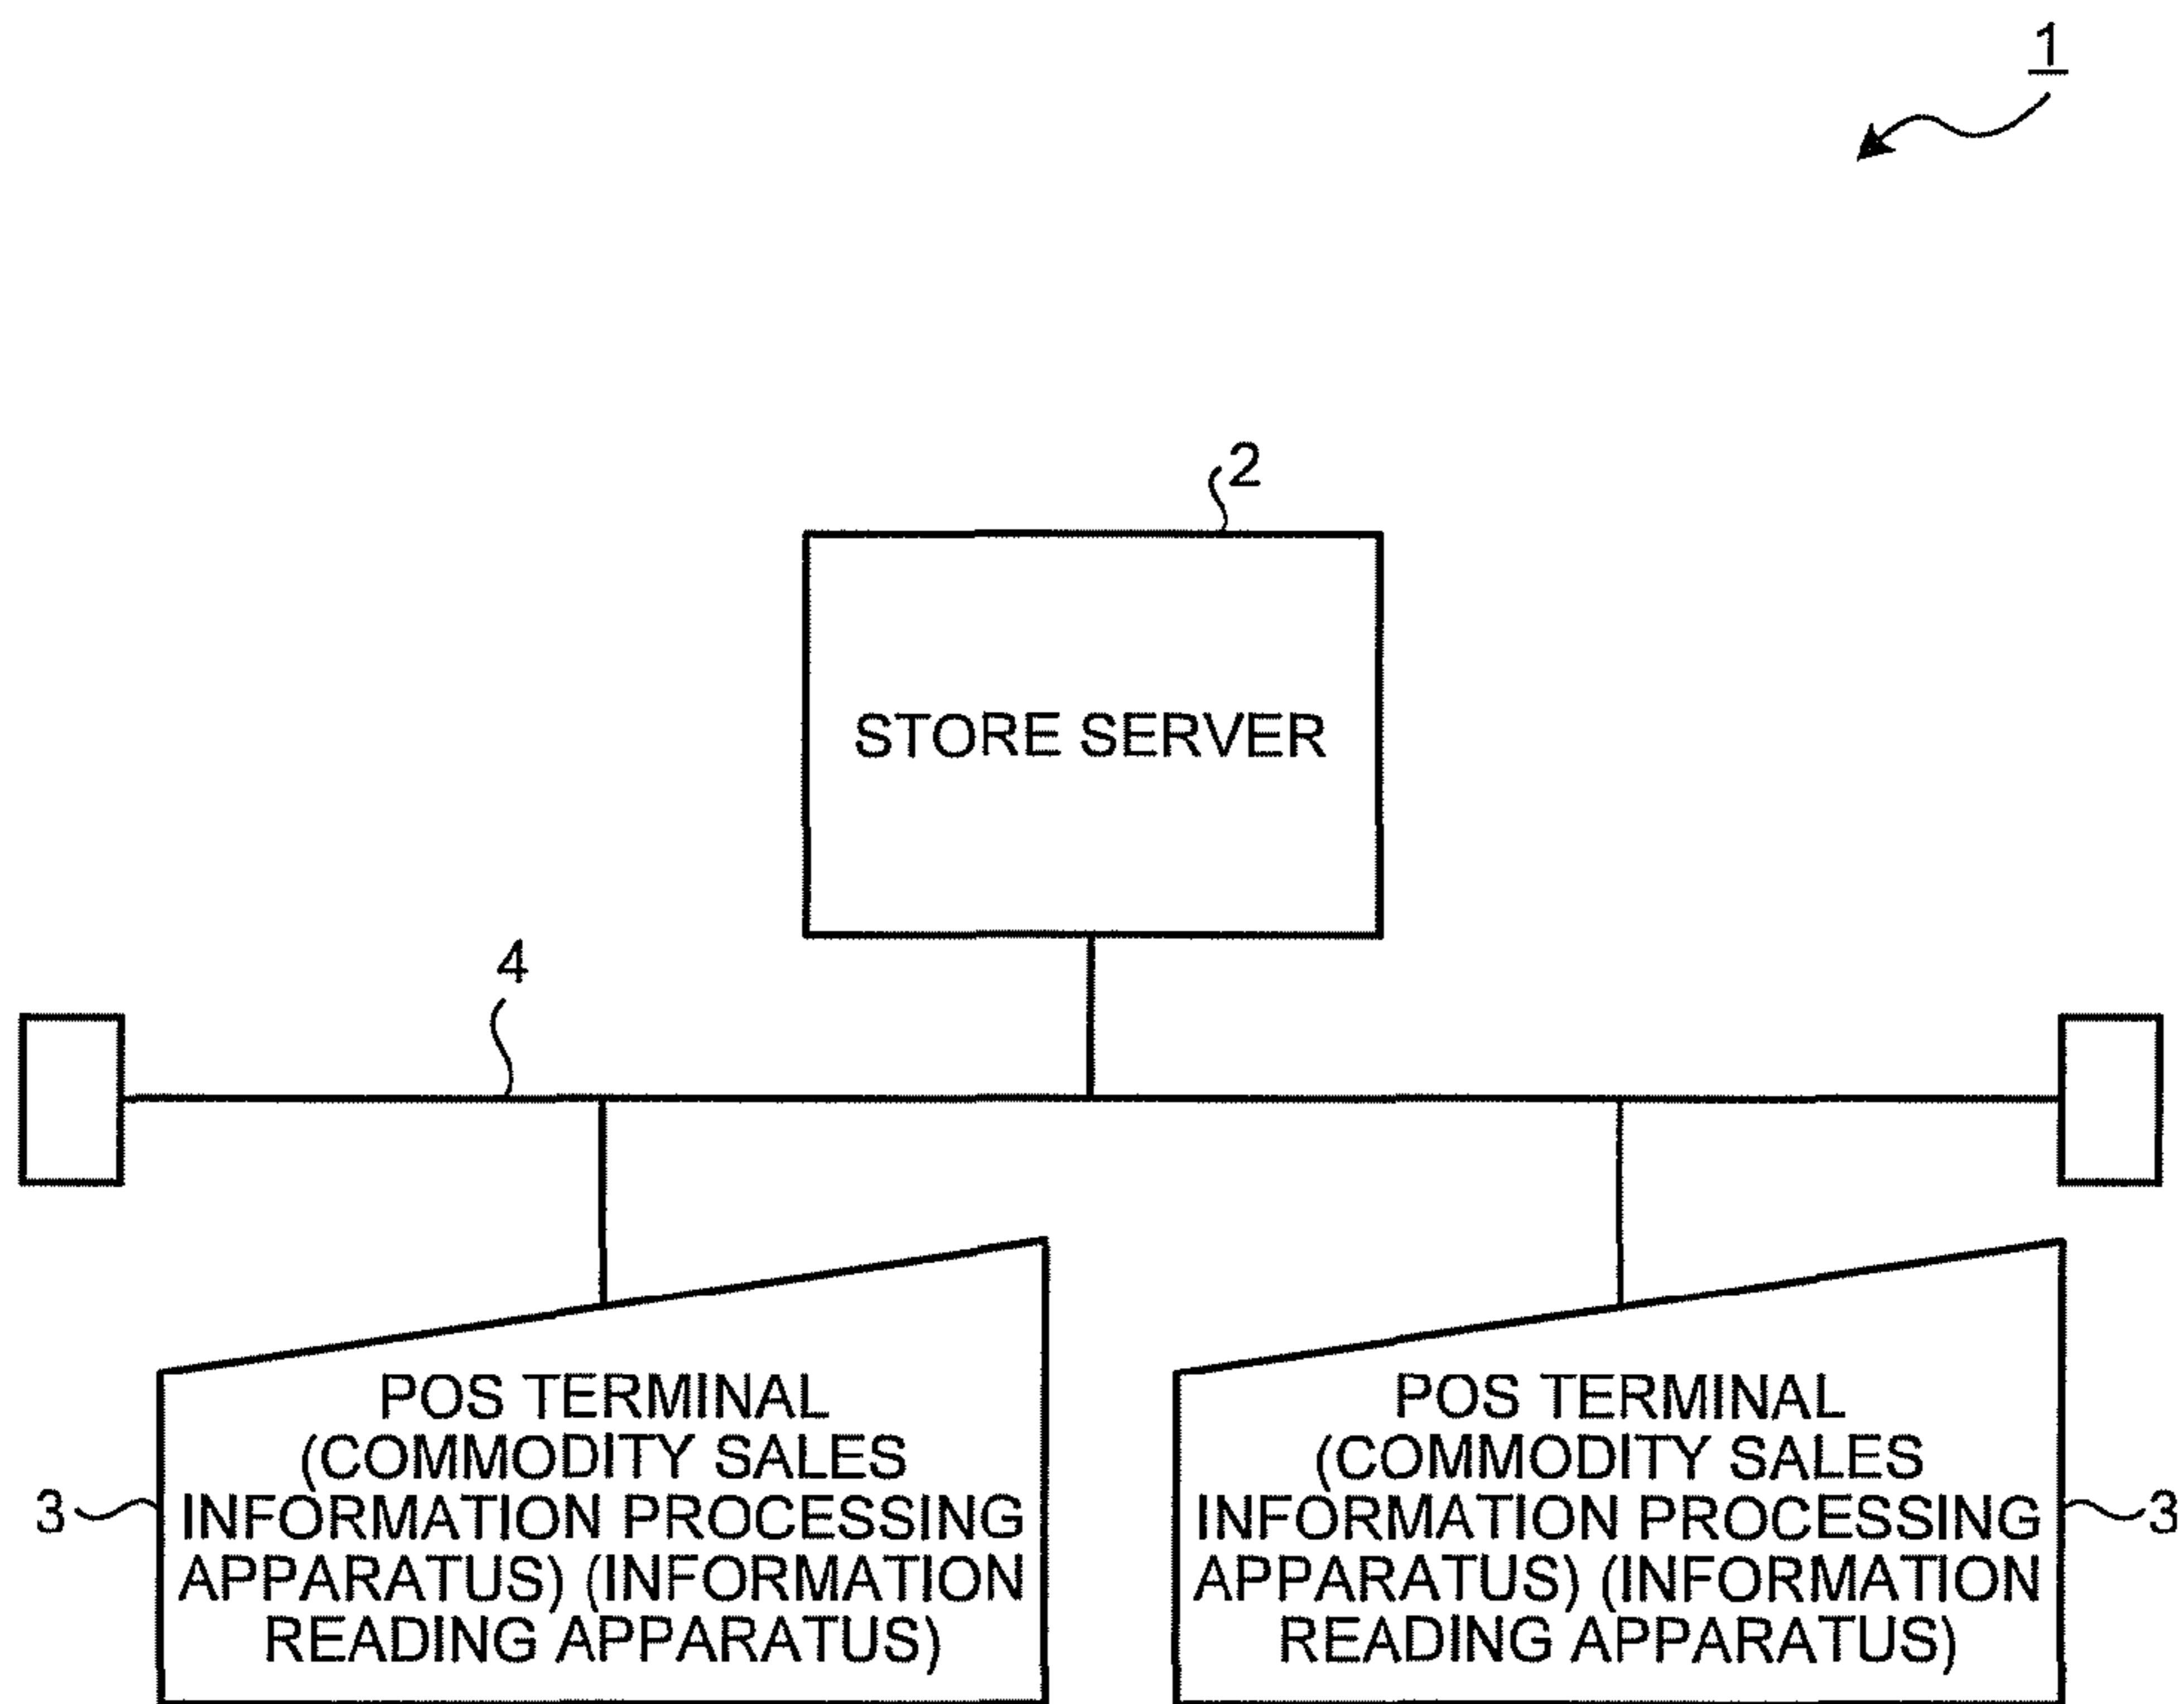 1
2
STORE SERVER
4
POS TERMINAL
(COMMODITY SALES
INFORMATION PROCESSING
APPARATUS) (INFORMATION
READING APPARATUS)
3
POS TERMINAL
(COMMODITY SALES
INFORMATION PROCESSING
APPARATUS) (INFORMATION
READING APPARATUS)
3